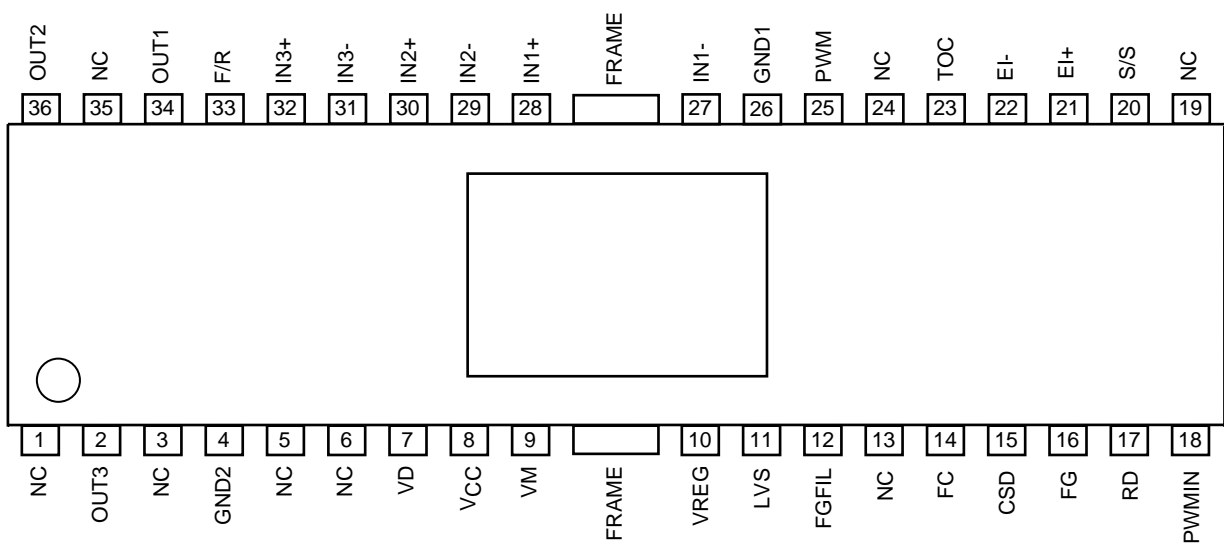 OUT2 NC OUT1 F/R IN3+ IN3- IN2+ IN2- IN1+ FRAME IN1- GND1 PWM NC TOC EI- EI+ S/S NC
36 35 34 33 32 31 30 29 28 27 26 25 24 23 22 21 20 19
1 2 3 4 5 6 7 8 9 10 11 12 13 14 15 16 17 18
NC OUT3 NC GND2 NC NC VD VCC VM FRAME VREG LVS FGFIL NC FC CSD FG RD PWMIN